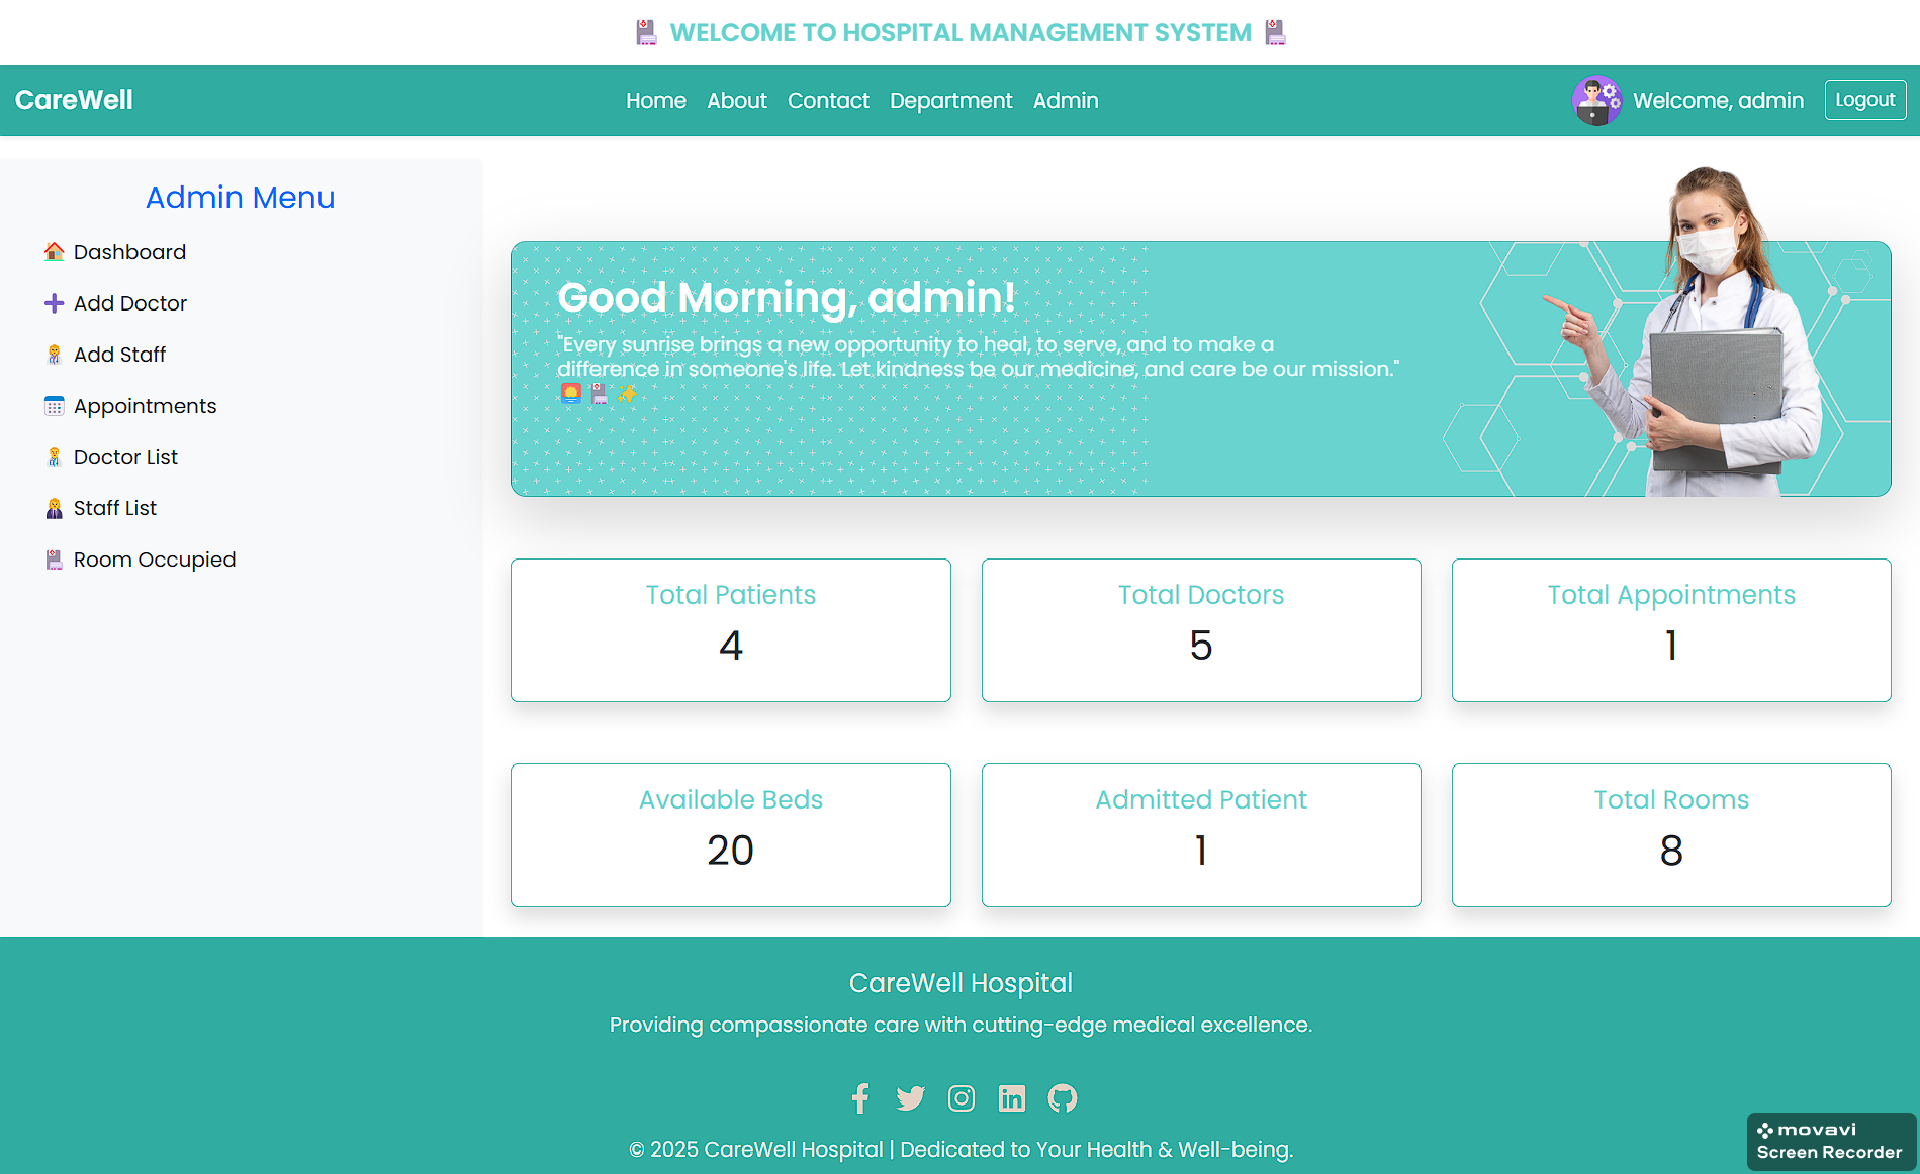 WELCOME TO HOSPITAL MANAGEMENT SYSTEM
CareWell
Home About Contact Department Admin
Welcome, admin
Logout
Admin Menu
Dashboard
Add Doctor
Add Staff
Appointments
Doctor List
Staff List
Room Occupied
Good Morning, admin!
"Every sunrise brings a new opportunity to heal, to serve, and to make a
difference in someone's life. Let kindness be our medicine, and care be our mission."
Total Patients
4
Total Doctors
5
Total Appointments
1
Available Beds
20
Admitted Patient
1
Total Rooms
8
CareWell Hospital
Providing compassionate care with cutting-edge medical excellence.
© 2025 CareWell Hospital | Dedicated to Your Health & Well-being.
movavi
Screen Recorder